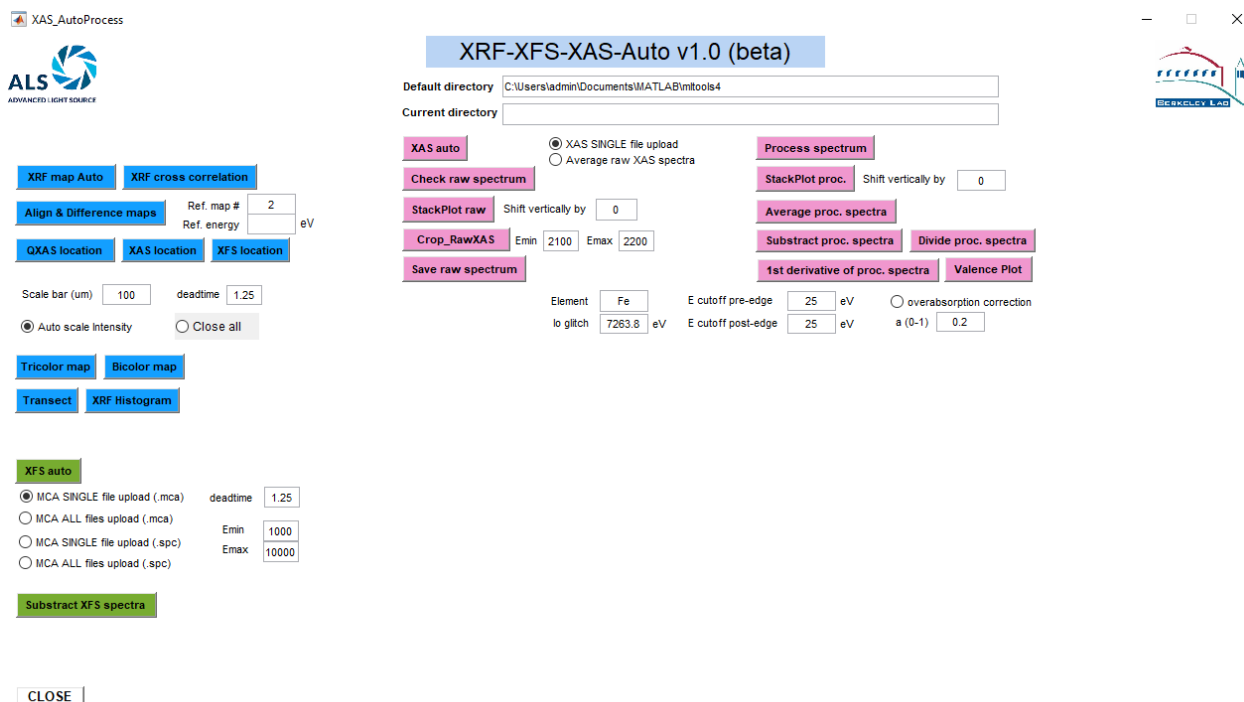 XAS_AutoProcess
ALS
ADVANCED LIGHT SOURCE
XRF-XFS-XAS-Auto v1.0 (beta)
BERKELEY LAB
Default directory C:\Users\admin\Documents\MATLAB\mltools4
Current directory
XRF map Auto XRF cross correlation
Align & Difference maps Ref. map # 2
Ref. energy eV
QXAS location XAS location XFS location
Scale bar (um) 100 deadtime 1.25
Auto scale Intensity Close all
Tricolor map Bicolor map
Transect XRF Histogram
XFS auto
MCA SINGLE file upload (.mca) deadtime 1.25
MCA ALL files upload (.mca)
Emin 1000
MCA SINGLE file upload (.spc)
Emax 10000
MCA ALL files upload (.spc)
Substract XFS spectra
CLOSE
XAS auto XAS SINGLE file upload
Average raw XAS spectra
Check raw spectrum
StackPlot raw Shift vertically by 0
Crop_RawXAS Emin 2100 Emax 2200
Save raw spectrum
Process spectrum
StackPlot proc. Shift vertically by 0
Average proc. spectra
Substract proc. spectra Divide proc. spectra
1st derivative of proc. spectra Valence Plot
Element Fe E cutoff pre-edge 25 eV overabsorption correction
Io glitch 7263.8 eV E cutoff post-edge 25 eV a (0-1) 0.2